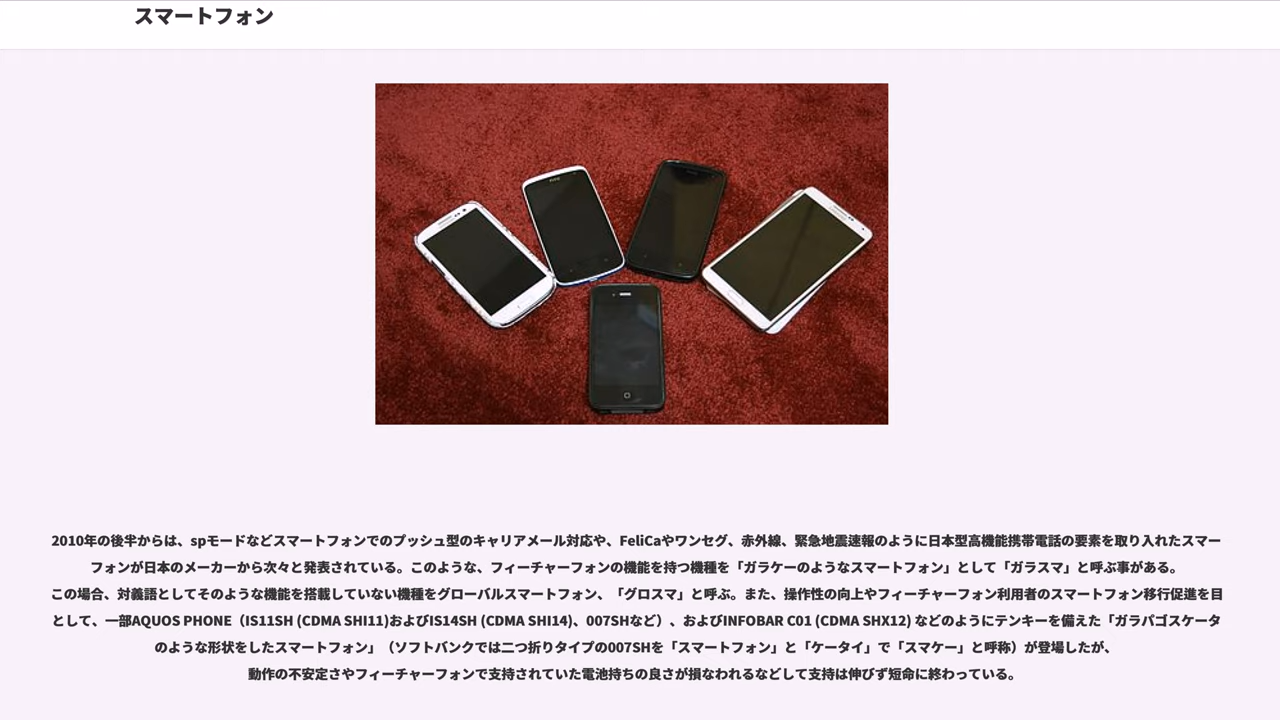 スマートフォン
2010年の後半からは、spモードなどスマートフォンでのプッシュ型のキャリアメール対応や、FeliCaやワンセグ、赤外線、緊急地震速報のように日本型高機能携帯電話の要素を取り入れたスマー
フォンが日本のメーカーから次々と発表されている。このような、フィーチャーフォンの機能を持つ機種を「ガラケーのようなスマートフォン」として「ガラスマ」と呼ぶ事がある。
この場合、対義語としてそのような機能を搭載していない機種をグローバルスマートフォン、「グロスマ」と呼ぶ。また、操作性の向上やフィーチャーフォン利用者のスマートフォン移行促進を目
として、一部AQUOS PHONE（IS11SH (CDMA SHI11)およびIS14SH (CDMA SHI14)、007SHなど）、およびINFOBAR C01 (CDMA SHX12) などのようにテンキーを備えた「ガラパゴスケータ
のような形状をしたスマートフォン」（ソフトバンクでは二つ折りタイプの007SHを「スマートフォン」と「ケータイ」で「スマケー」と呼称）が登場したが、
動作の不安定さやフィーチャーフォンで支持されていた電池持ちの良さが損なわれるなどして支持は伸びず短命に終わっている。